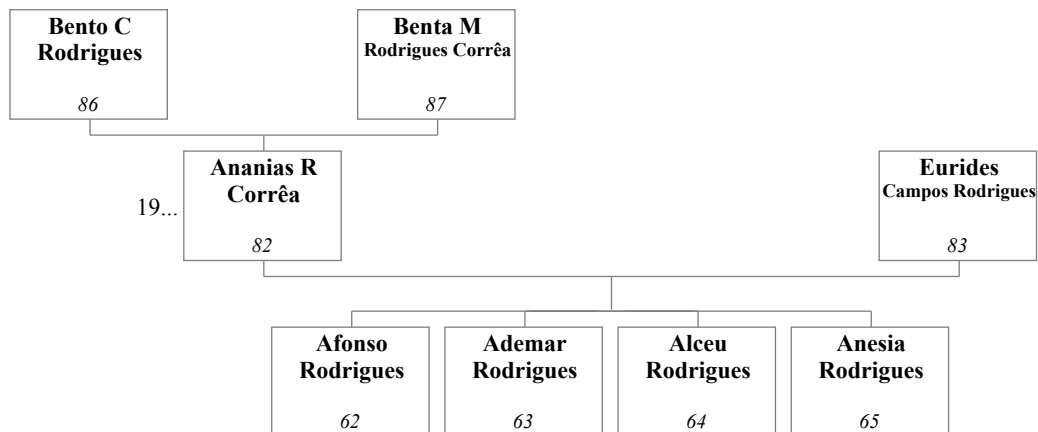 Bento C
Rodrigues
86
Benta M
Rodrigues Corrêa
87
19...
Ananias R
Corrêa
82
Eurides
Campos Rodrigues
83
Afonso
Rodrigues
62
Ademar
Rodrigues
63
Alceu
Rodrigues
64
Anesia
Rodrigues
65